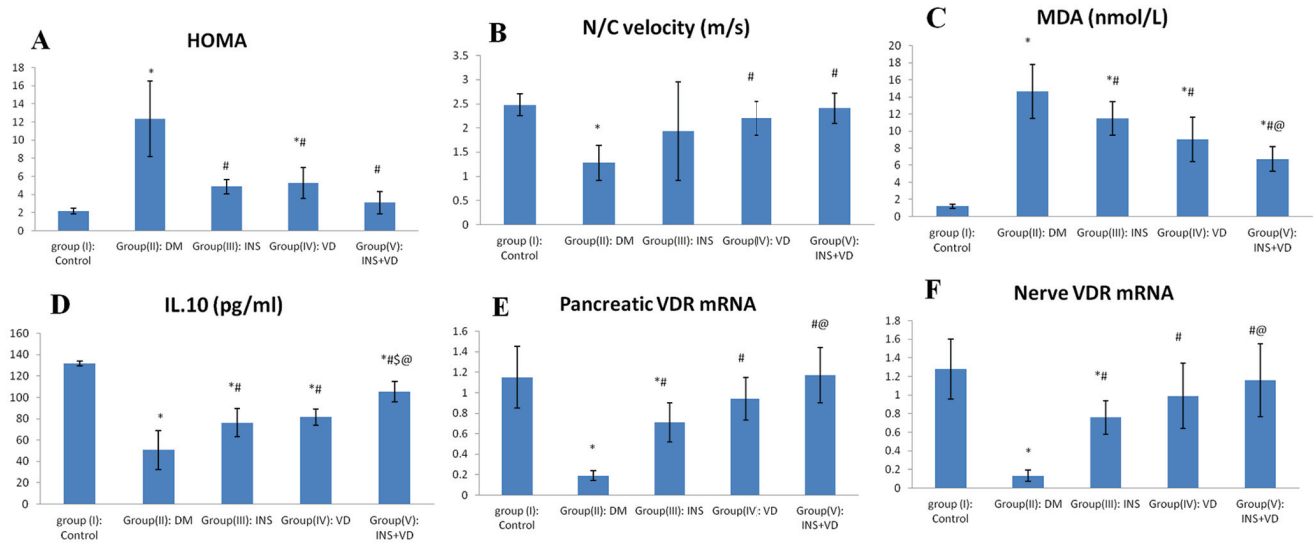 A
HOMA
18
16
14
12
10
8
6
4
2
0
*
#
*#
#
group (I): Control
Group(II): DM
Group(III): INS
Group(IV): VD
Group(V): INS+VD
B
N/C velocity (m/s)
3.5
3
2.5
2
1.5
1
0.5
0
*
#
#
group (I): Control
Group(II): DM
Group(III): INS
Group(IV): VD
Group(V): INS+VD
C
MDA (nmol/L)
20
18
16
14
12
10
8
6
4
2
0
*
*#
*#
*#@
group (I): Control
Group(II): DM
Group(III): INS
Group(IV): VD
Group(V): INS+VD
D
IL.10 (pg/ml)
160
140
120
100
80
60
40
20
0
*
*#
*#
*#$@
group (I): Control
Group(II): DM
Group(III): INS
Group(IV): VD
Group(V): INS+VD
E
Pancreatic VDR mRNA
1.6
1.4
1.2
1
0.8
0.6
0.4
0.2
0
*
*#
#
#@
group (I): Control
Group(II): DM
Group(III): INS
Group(IV): VD
Group(V): INS+VD
F
Nerve VDR mRNA
1.8
1.6
1.4
1.2
1
0.8
0.6
0.4
0.2
0
*
*#
#
#@
group (I): Control
Group(II): DM
Group(III): INS
Group(IV): VD
Group(V): INS+VD